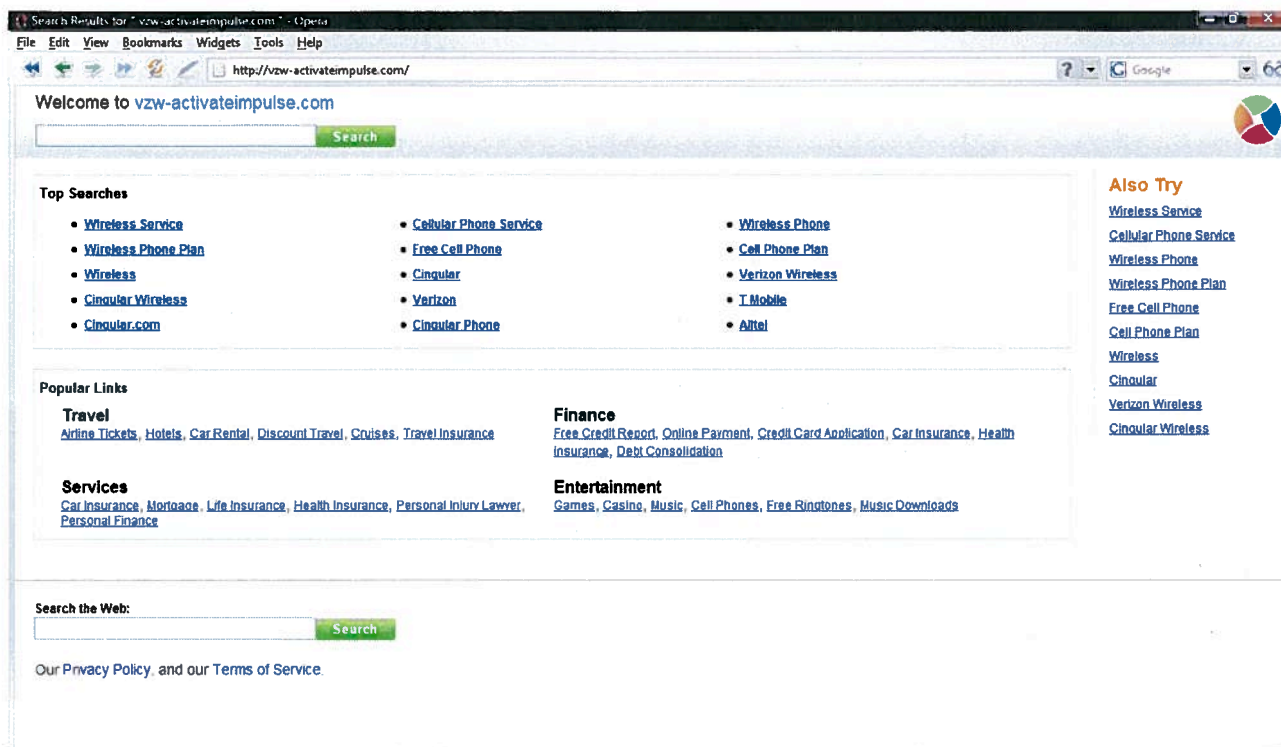 Search Results for " vzw-activateimpulse.com " - Opera
File Edit View Bookmarks Widgets Tools Help
http://vzw-activateimpulse.com/ ? G Google
Welcome to vzw-activateimpulse.com
Search
Top Searches
• Wireless Service • Cellular Phone Service • Wireless Phone
• Wireless Phone Plan • Free Cell Phone • Cell Phone Plan
• Wireless • Cingular • Verizon Wireless
• Cingular Wireless • Verizon • T Mobile
• Cingular.com • Cingular Phone • Alltel
Also Try
Wireless Service
Cellular Phone Service
Wireless Phone
Wireless Phone Plan
Free Cell Phone
Cell Phone Plan
Wireless
Cingular
Verizon Wireless
Cingular Wireless
Popular Links
Travel
Airline Tickets, Hotels, Car Rental, Discount Travel, Cruises, Travel Insurance
Finance
Free Credit Report, Online Payment, Credit Card Application, Car Insurance, Health
Insurance, Debt Consolidation
Services
Car Insurance, Mortgage, Life Insurance, Health Insurance, Personal Injury Lawyer,
Personal Finance
Entertainment
Games, Casino, Music, Cell Phones, Free Ringtones, Music Downloads
Search the Web:
Search
Our Privacy Policy, and our Terms of Service.